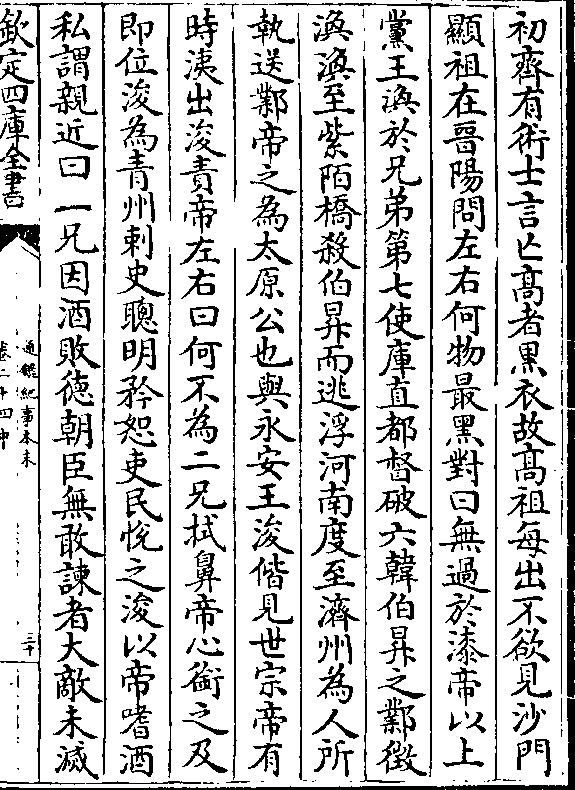 初齊有術士言亡髙者黒衣故髙祖每出不欲見沙門
顯祖在晉陽問左右何物最黒對曰無過於漆帝以上
黨王渙於兄弟第七使庫直都督破六韓伯昇之鄴徴
渙渙至紫陌橋殺伯昇而逃浮河南度至濟州為人所
執送鄴帝之為太原公也與永安王浚偕見世宗帝有
時洟出浚責帝左右曰何不為二兄拭鼻帝心銜之及
即位浚為青州刺史聰明矜恕吏民恱之浚以帝嗜酒
私謂親近曰二兄因酒敗徳朝臣無敢諫者大敵未滅
欽定四庫全書
通鑑紀事本末
卷二十四中
三十